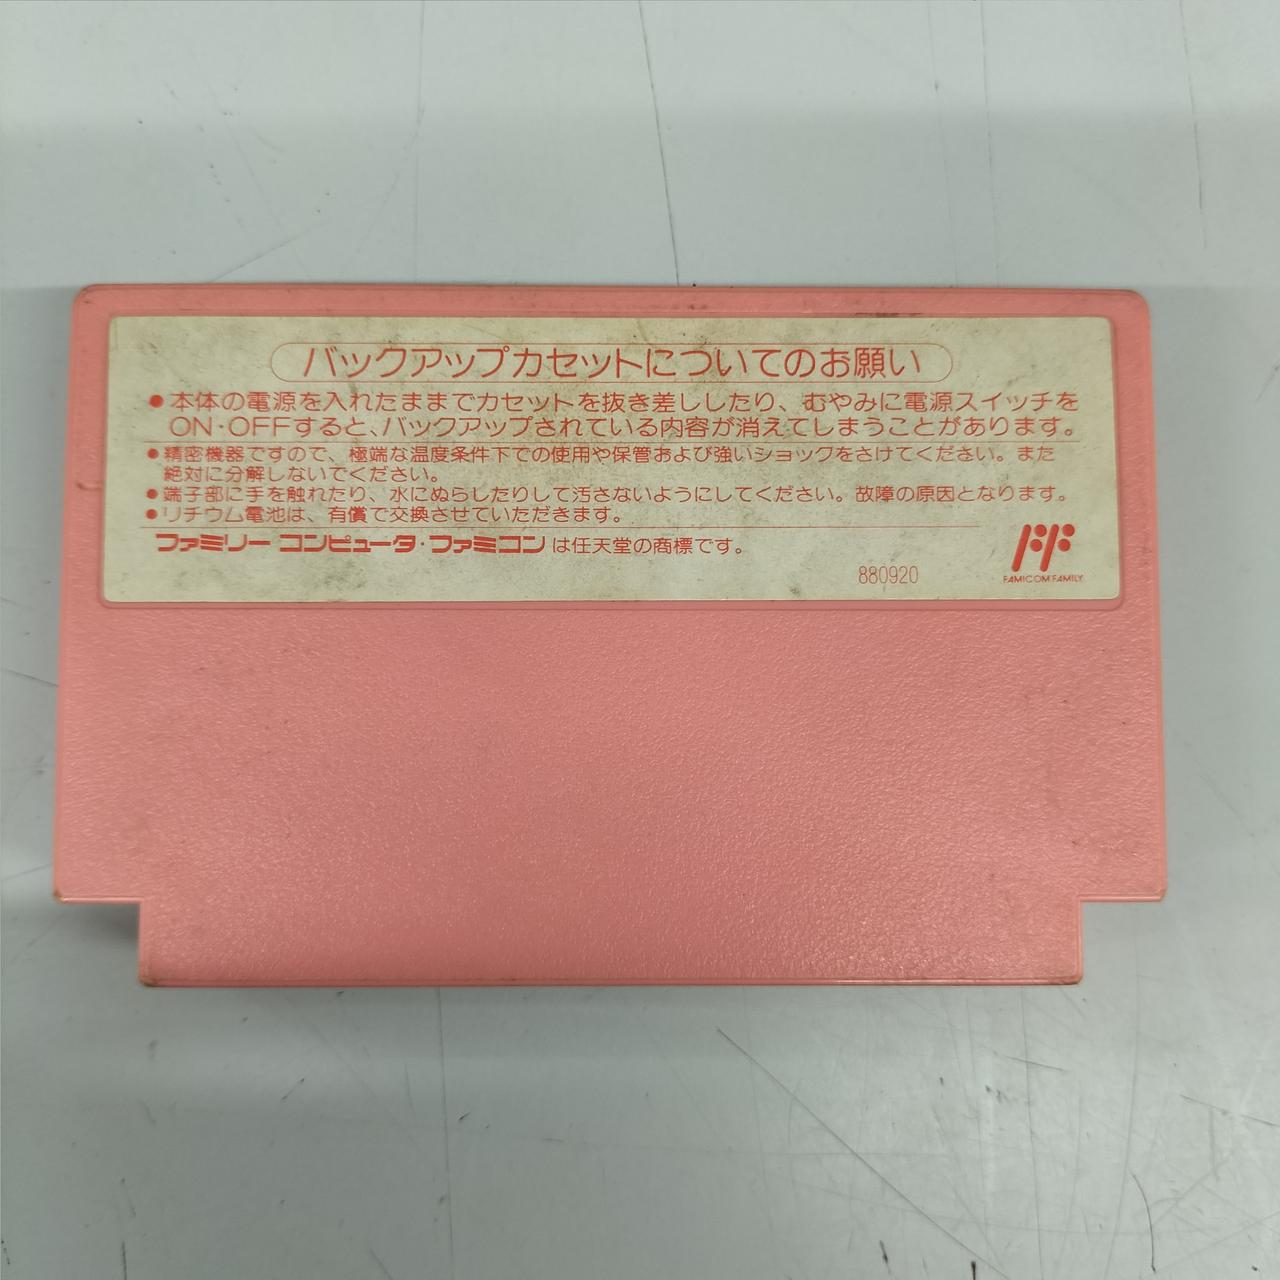 バックアップカセットについてのお願い
●本体の電源を入れたままでカセットを抜き差ししたり、むやみに電源スイッチを
ON・OFFすると、バックアップされている内容が消えてしまうことがあります。
●精密機器ですので、極端な温度条件下での使用や保管および強いショックをさけてください。また
絶対に分解しないでください。
●端子部に手を触れたり、水にぬらしたりして汚さないようにしてください。故障の原因となります。
●リチウム電池は、有償で交換させていただきます。
ファミリー コンピュータ・ファミコン は任天堂の商標です。
880920
FAMICOM FAMILY